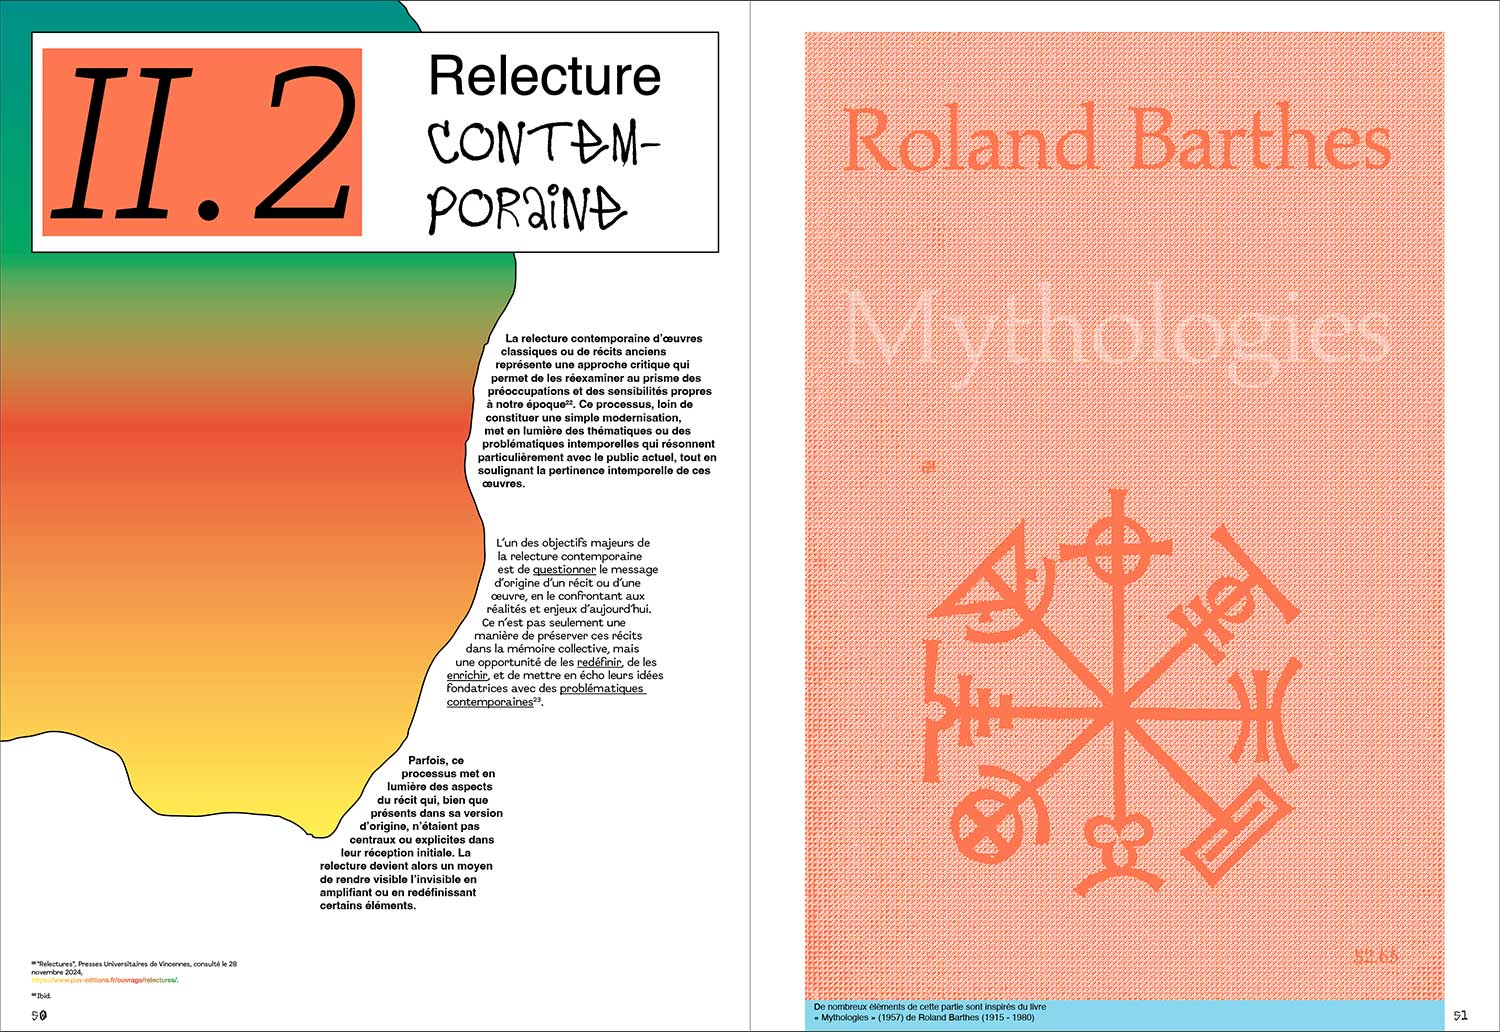 II.2
Relecture
CONTEM-
PORAINE
La relecture contemporaine d'œuvres
classiques ou de récits anciens
représente une approche critique qui
permet de les réexaminer au prisme des
préoccupations et des sensibilités propres
à notre époque²². Ce processus, loin de
constituer une simple modernisation,
met en lumière des thématiques ou des
problématiques intemporelles qui résonnent
particulièrement avec le public actuel, tout en
soulignant la pertinence intemporelle de ces
œuvres.
L'un des objectifs majeurs de
la relecture contemporaine
est de questionner le message
d'origine d'un récit ou d'une
œuvre, en le confrontant aux
réalités et enjeux d'aujourd'hui.
Ce n'est pas seulement une
manière de préserver ces récits
dans la mémoire collective, mais
une opportunité de les redéfinir, de les
enrichir, et de mettre en écho leurs idées
fondatrices avec des problématiques
contemporaines²³.
Parfois, ce
processus met en
lumière des aspects
du récit qui, bien que
présents dans sa version
d'origine, n'étaient pas
centraux ou explicites dans
leur réception initiale. La
relecture devient alors un moyen
de rendre visible l'invisible en
amplifiant ou en redéfinissant
certains éléments.
²² "Relectures", Presses Universitaires de Vincennes, consulté le 28
novembre 2024,
https://www.puv-editions.fr/ouvrage/relectures/.
²³ Ibid.
50
Roland Barthes
Mythologies
$2.65
De nombreux éléments de cette partie sont inspirés du livre
« Mythologies » (1957) de Roland Barthes (1915 - 1980)
51